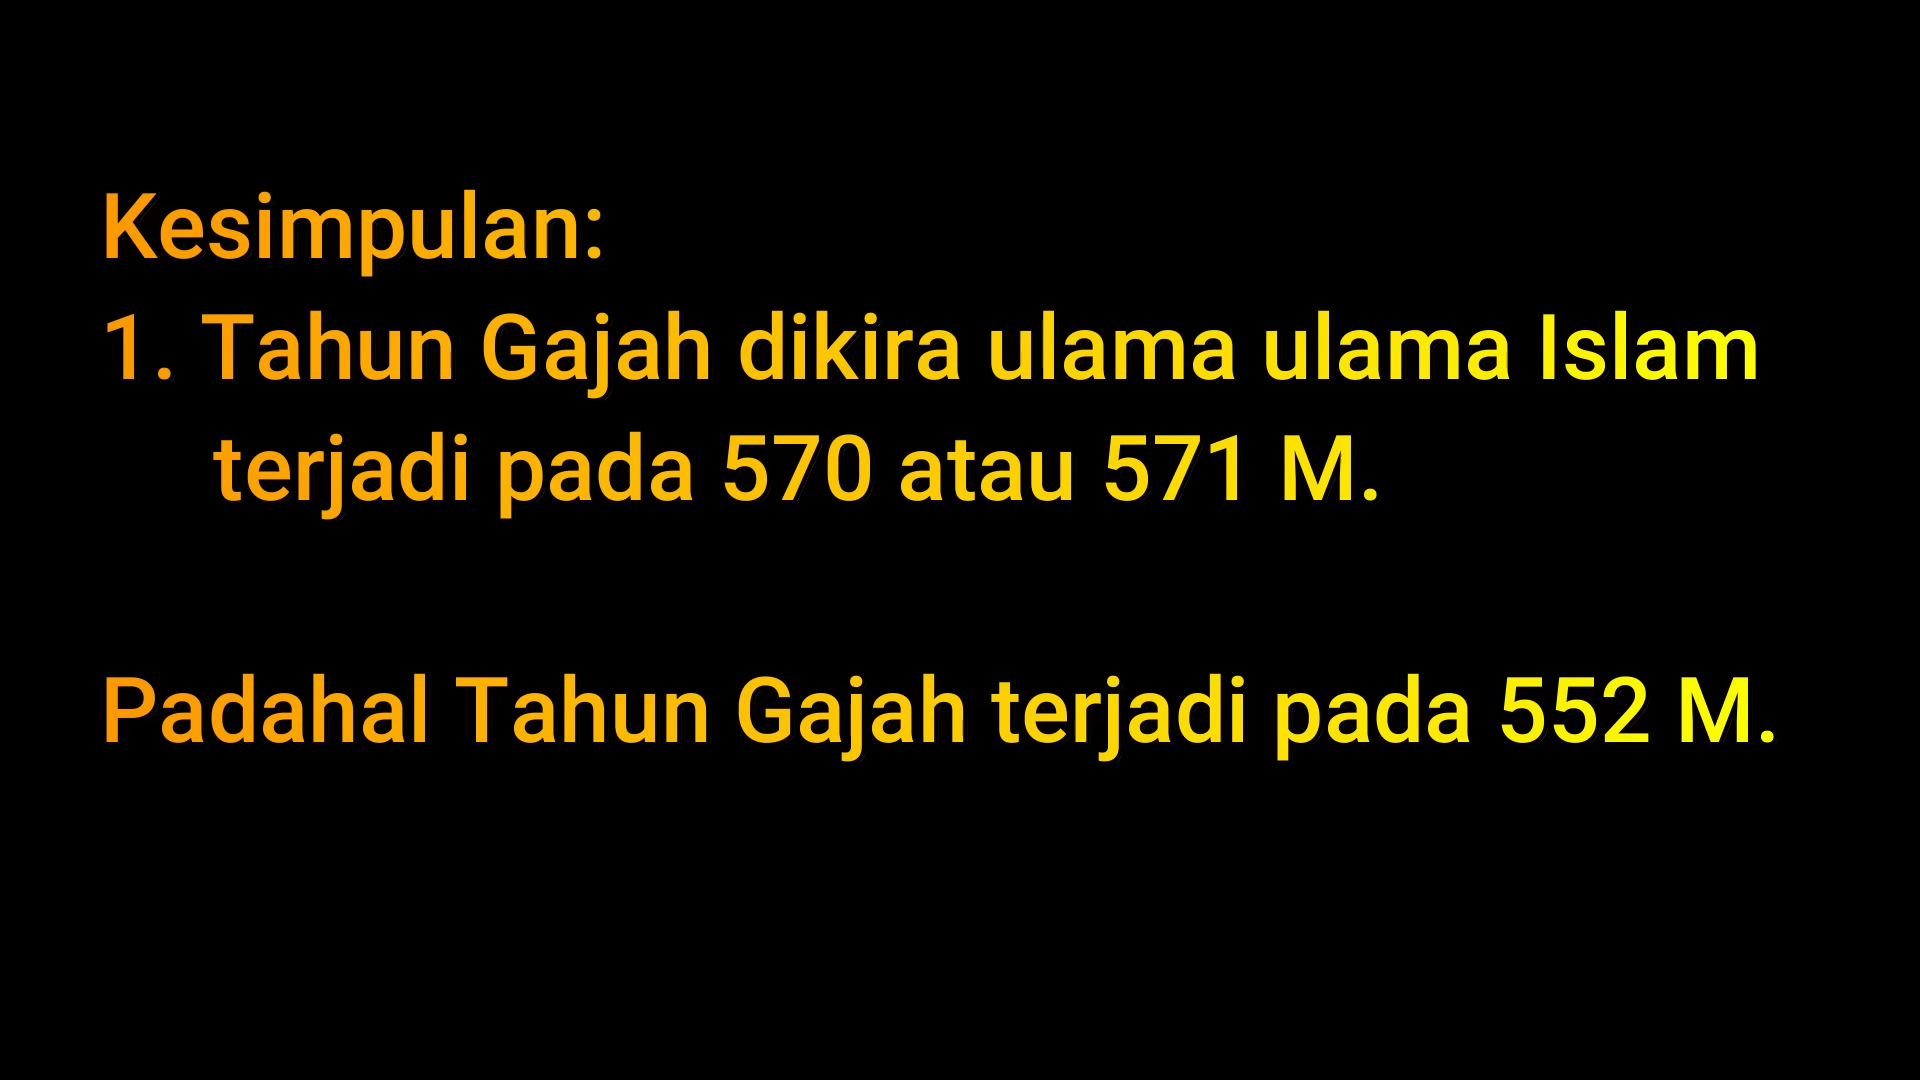 Kesimpulan:
1. Tahun Gajah dikira ulama ulama Islam
terjadi pada 570 atau 571 M.
Padahal Tahun Gajah terjadi pada 552 M.